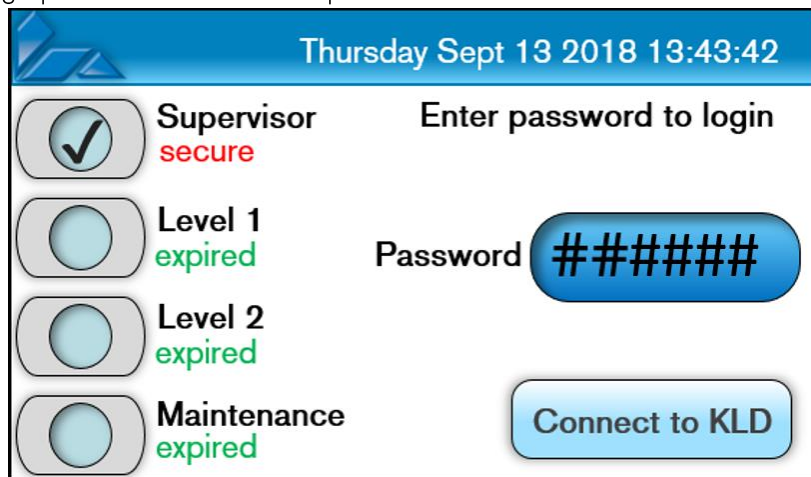 Thursday Sept 13 2018 13:43:42
Supervisor
secure
Enter password to login
Level 1
expired
Password ######
Level 2
expired
Maintenance
expired
Connect to KLD